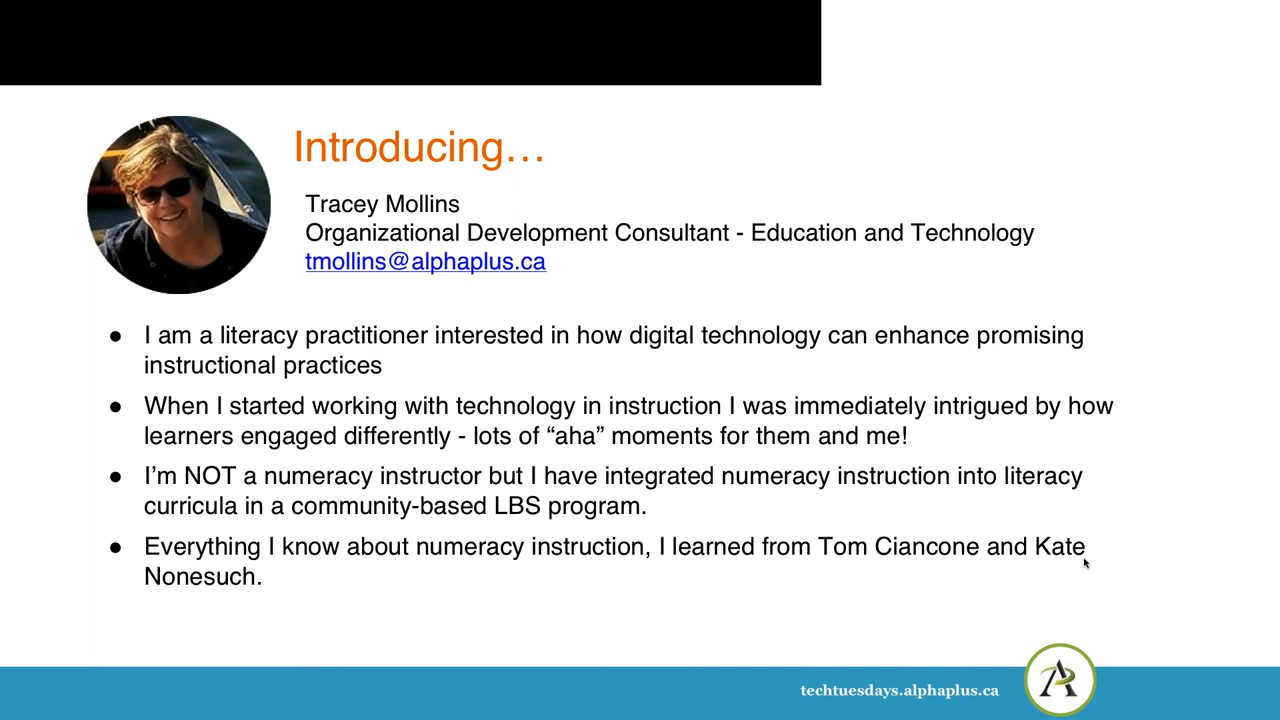 Introducing…
Tracey Mollins
Organizational Development Consultant - Education and Technology
tmollins@alphaplus.ca
● I am a literacy practitioner interested in how digital technology can enhance promising
instructional practices
● When I started working with technology in instruction I was immediately intrigued by how
learners engaged differently - lots of “aha” moments for them and me!
● I’m NOT a numeracy instructor but I have integrated numeracy instruction into literacy
curricula in a community-based LBS program.
● Everything I know about numeracy instruction, I learned from Tom Ciancone and Kate
Nonesuch.
techtuesdays.alphaplus.ca